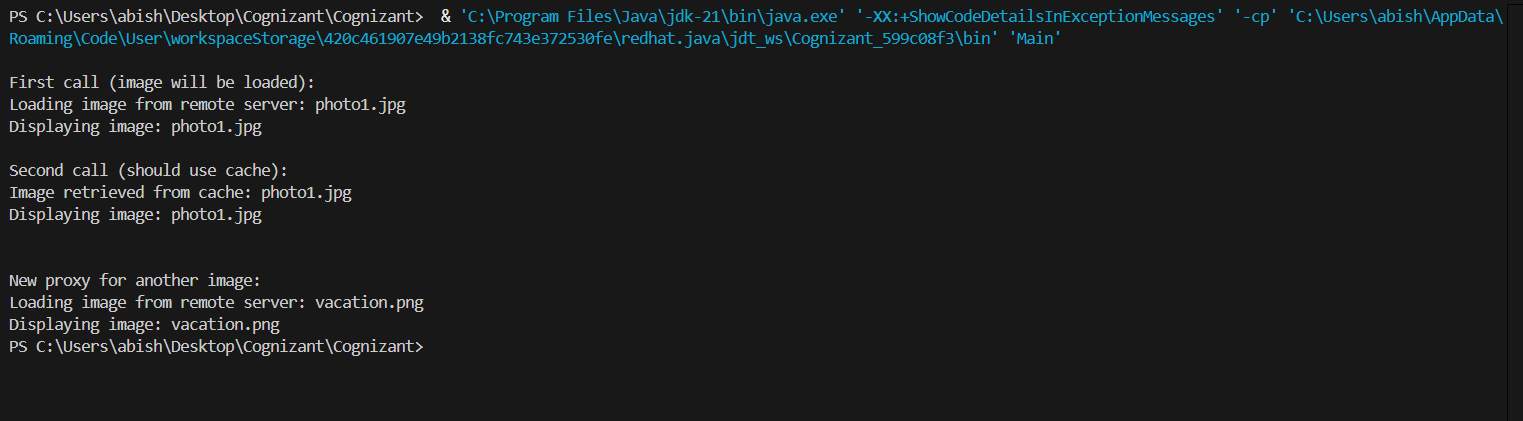 PS C:\Users\abish\Desktop\Cognizant\Cognizant>  & 'C:\Program Files\Java\jdk-21\bin\java.exe' '-XX:+ShowCodeDetailsInExceptionMessages' '-cp' 'C:\Users\abish\AppData\
Roaming\Code\User\workspaceStorage\420c461907e49b2138fc743e372530fe\redhat.java\jdt_ws\Cognizant_599c08f3\bin' 'Main'
First call (image will be loaded):
Loading image from remote server: photo1.jpg
Displaying image: photo1.jpg
Second call (should use cache):
Image retrieved from cache: photo1.jpg
Displaying image: photo1.jpg
New proxy for another image:
Loading image from remote server: vacation.png
Displaying image: vacation.png
PS C:\Users\abish\Desktop\Cognizant\Cognizant>